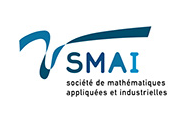 SMAI
société de mathématiques
appliquées et industrielles